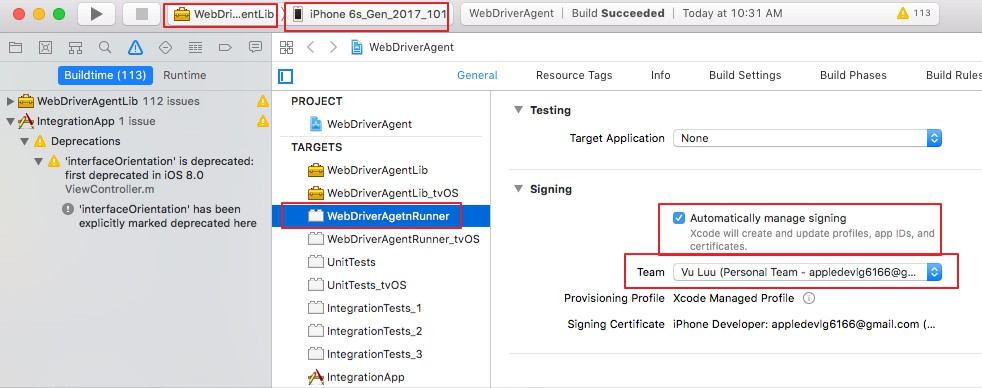 WebDri...entLib
iPhone 6s_Gen_2017_101
WebDriverAgent | Build Succeeded | Today at 10:31 AM
113
WebDriverAgent
Buildtime (113)
Runtime
General
Resource Tags
Info
Build Settings
Build Phases
Build Rules
WebDriverAgentLib 112 issues
IntegrationApp 1 issue
Deprecations
'interfaceOrientation' is deprecated:
first deprecated in iOS 8.0
ViewController.m
'interfaceOrientation' has been
explicitly marked deprecated here
PROJECT
WebDriverAgent
TARGETS
WebDriverAgentLib
WebDriverAgentLib_tvOS
WebDriverAgetnRunner
WebDriverAgentRunner_tvOS
UnitTests
UnitTests_tvOS
IntegrationTests_1
IntegrationTests_2
IntegrationTests_3
IntegrationApp
Testing
Target Application
None
Signing
Automatically manage signing
Xcode will create and update profiles, app IDs, and
certificates.
Team
Vu Luu (Personal Team - appledevlg6166@g...
Provisioning Profile Xcode Managed Profile
Signing Certificate iPhone Developer: appledevlg6166@gmail.com (...